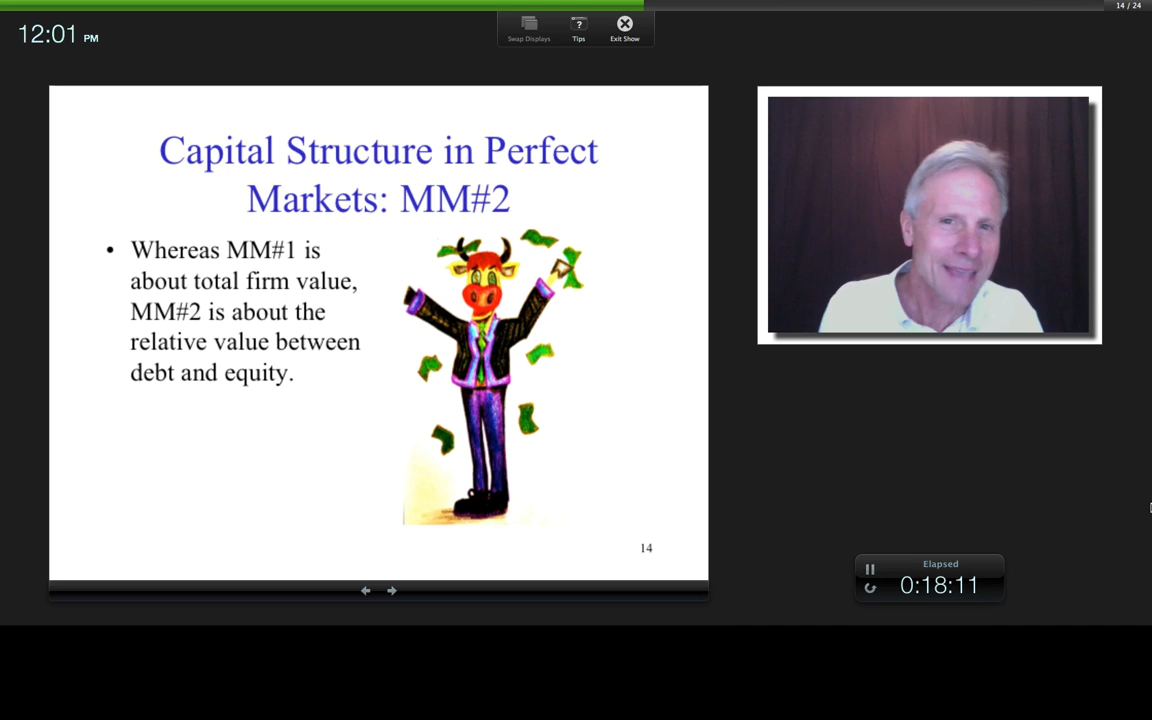 14 / 24
12:01 PM
Swap Displays
Tips
Exit Show
Capital Structure in Perfect
Markets: MM#2
• Whereas MM#1 is
about total firm value,
MM#2 is about the
relative value between
debt and equity.
14
Elapsed
0:18:11